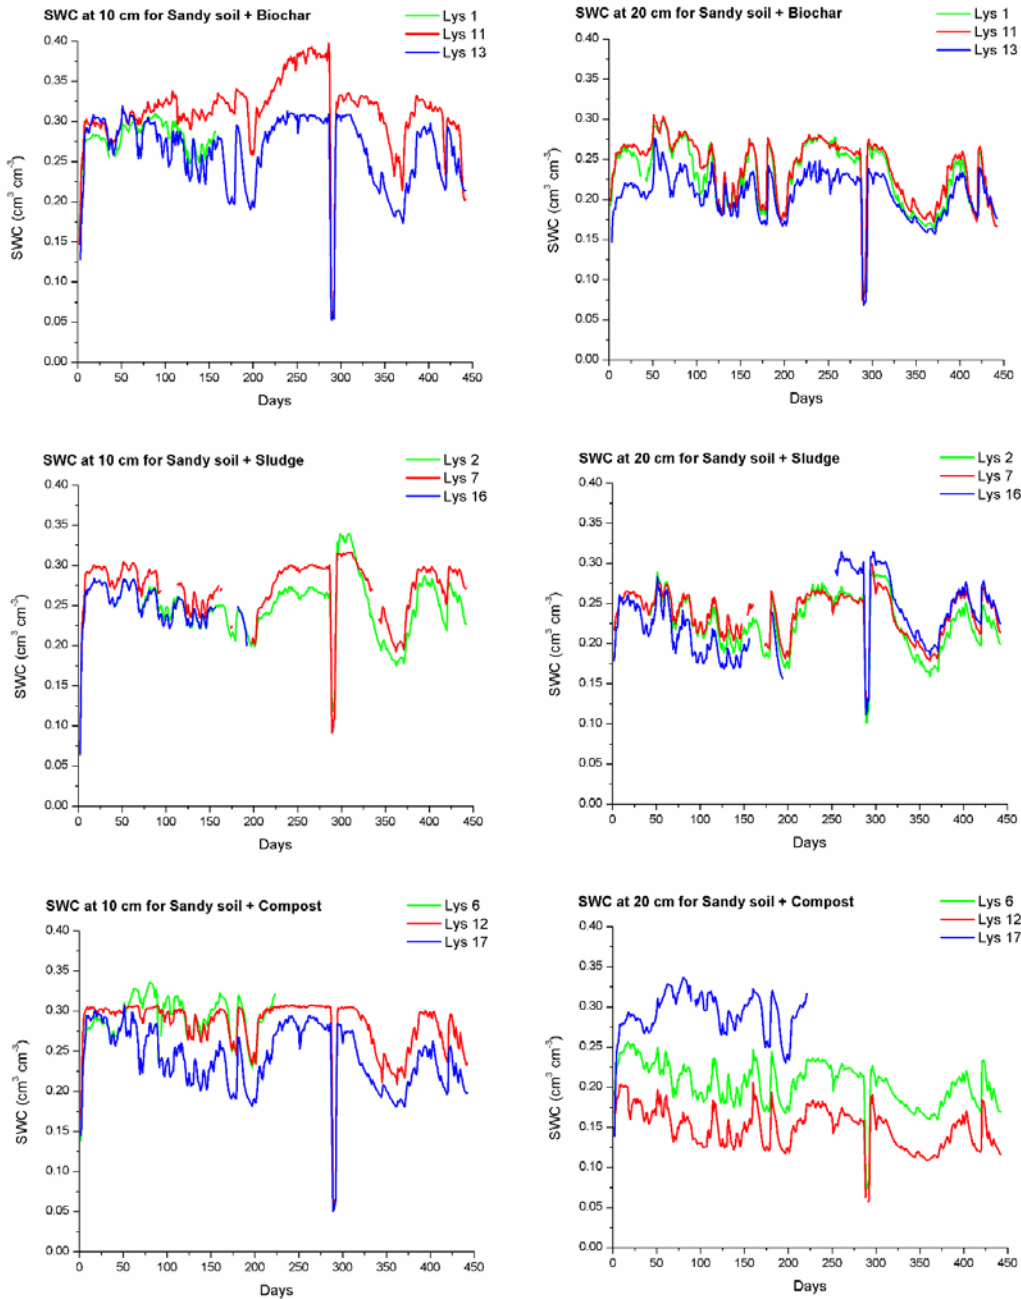 SWC at 10 cm for Sandy soil + Biochar
Lys 1
Lys 11
Lys 13
0.40
0.35
0.30
0.25
0.20
0.15
0.10
0.05
0.00
SWC (cm³ cm⁻³)
0 50 100 150 200 250 300 350 400 450
Days
SWC at 20 cm for Sandy soil + Biochar
Lys 1
Lys 11
Lys 13
0.40
0.35
0.30
0.25
0.20
0.15
0.10
0.05
0.00
SWC (cm³ cm⁻³)
0 50 100 150 200 250 300 350 400 450
Days
SWC at 10 cm for Sandy soil + Sludge
Lys 2
Lys 7
Lys 16
0.40
0.35
0.30
0.25
0.20
0.15
0.10
0.05
0.00
SWC (cm³ cm⁻³)
0 50 100 150 200 250 300 350 400 450
Days
SWC at 20 cm for Sandy soil + Sludge
Lys 2
Lys 7
Lys 16
0.40
0.35
0.30
0.25
0.20
0.15
0.10
0.05
0.00
SWC (cm³ cm⁻³)
0 50 100 150 200 250 300 350 400 450
Days
SWC at 10 cm for Sandy soil + Compost
Lys 6
Lys 12
Lys 17
0.40
0.35
0.30
0.25
0.20
0.15
0.10
0.05
0.00
SWC (cm³ cm⁻³)
0 50 100 150 200 250 300 350 400 450
Days
SWC at 20 cm for Sandy soil + Compost
Lys 6
Lys 12
Lys 17
0.40
0.35
0.30
0.25
0.20
0.15
0.10
0.05
0.00
SWC (cm³ cm⁻³)
0 50 100 150 200 250 300 350 400 450
Days